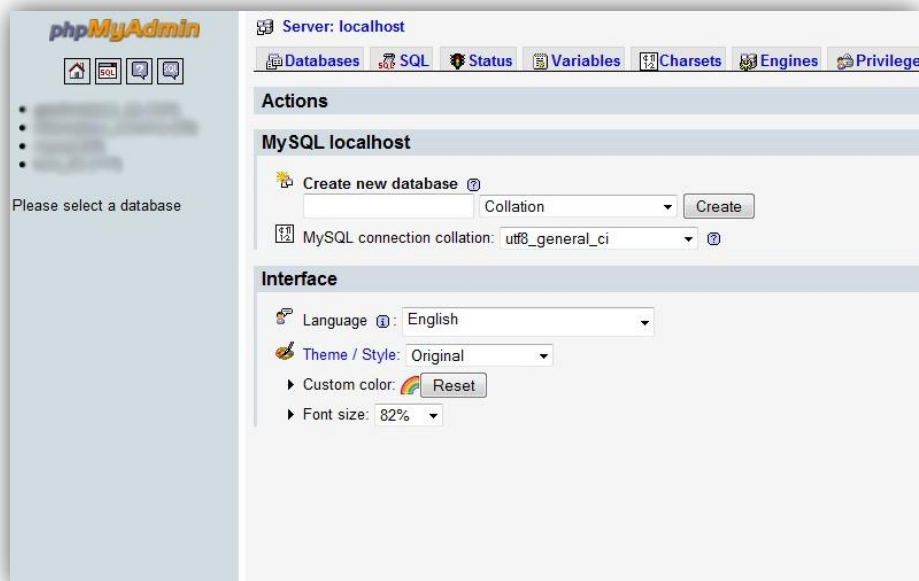 phpMyAdmin
Please select a database
Server: localhost
Databases SQL Status Variables Charsets Engines Privilege
Actions
MySQL localhost
Create new database
Collation Create
MySQL connection collation: utf8_general_ci
Interface
Language : English
Theme / Style: Original
Custom color: Reset
Font size: 82%